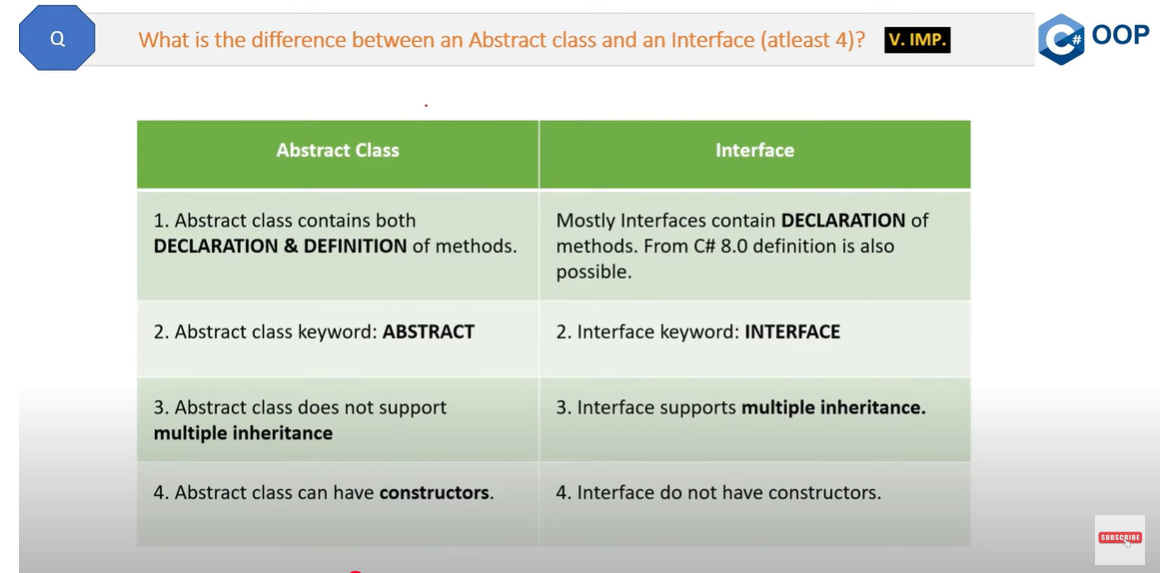 Q
What is the difference between an Abstract class and an Interface (atleast 4)? V. IMP.
C# OOP
Abstract Class
Interface
1. Abstract class contains both
DECLARATION & DEFINITION of methods.
Mostly Interfaces contain DECLARATION of
methods. From C# 8.0 definition is also
possible.
2. Abstract class keyword: ABSTRACT
2. Interface keyword: INTERFACE
3. Abstract class does not support
multiple inheritance
3. Interface supports multiple inheritance.
4. Abstract class can have constructors.
4. Interface do not have constructors.
SUBSCRIBE